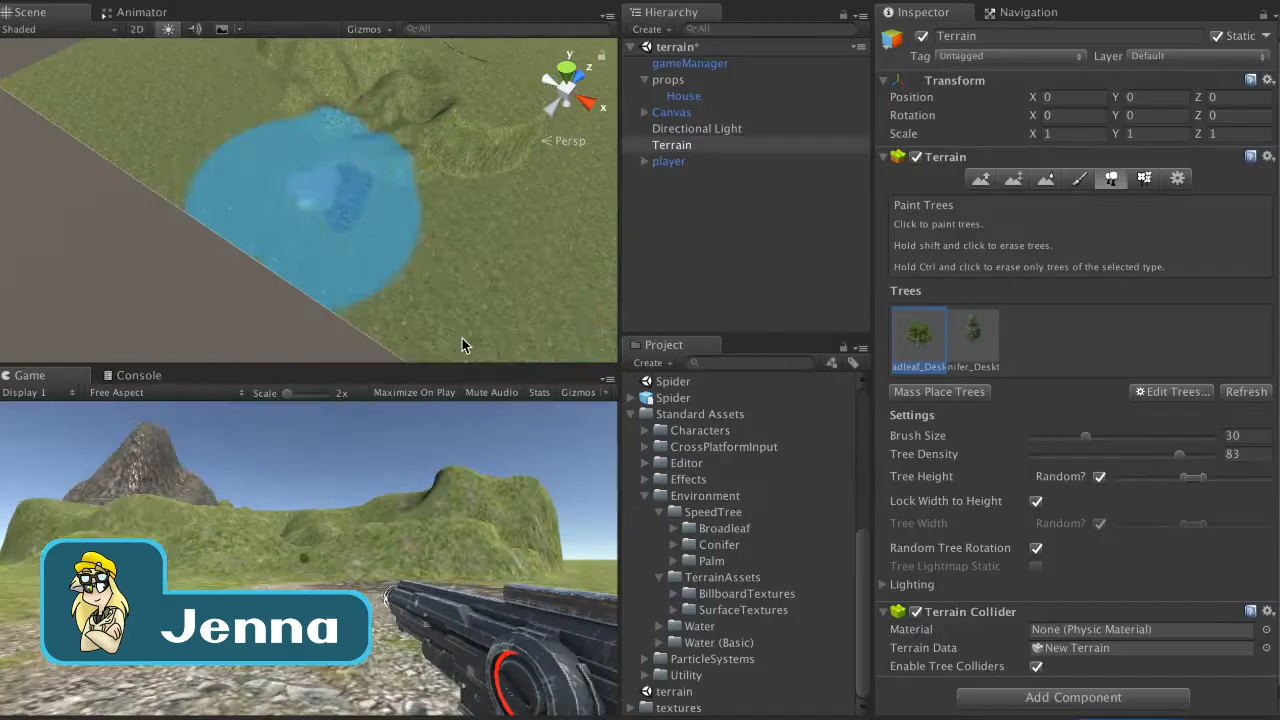 Scene
Animator
Shaded
2D
Gizmos
All
y
z
x
Persp
Game
Console
Display 1
Free Aspect
Scale
2x
Maximize On Play
Mute Audio
Stats
Gizmos
Jenna
Hierarchy
Create
All
terrain*
gameManager
props
House
Canvas
Directional Light
Terrain
player
Project
Create
Spider
Spider
Standard Assets
Characters
CrossPlatformInput
Editor
Effects
Environment
SpeedTree
Broadleaf
Conifer
Palm
TerrainAssets
BillboardTextures
SurfaceTextures
Water
Water (Basic)
ParticleSystems
Utility
terrain
textures
Inspector
Navigation
Terrain
Static
Tag Untagged
Layer Default
Transform
Position X 0 Y 0 Z 0
Rotation X 0 Y 0 Z 0
Scale X 1 Y 1 Z 1
Terrain
Paint Trees
Click to paint trees.
Hold shift and click to erase trees.
Hold Ctrl and click to erase only trees of the selected type.
Trees
adleaf_Desk
nifer_Deskt
Mass Place Trees
Edit Trees...
Refresh
Settings
Brush Size 30
Tree Density 83
Tree Height Random?
Lock Width to Height
Tree Width Random?
Random Tree Rotation
Tree Lightmap Static
Lighting
Terrain Collider
Material None (Physic Material)
Terrain Data New Terrain
Enable Tree Colliders
Add Component